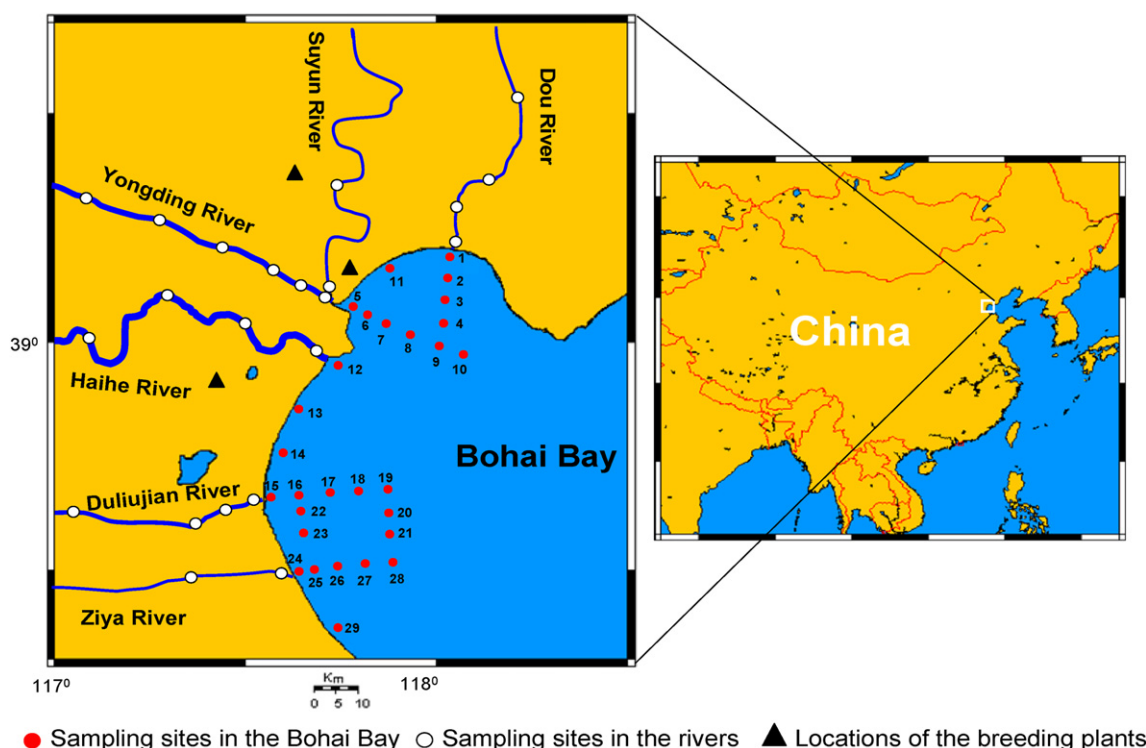 Suyun River
Dou River
Yongding River
1
11
2
3
5
6
4
7
8
9
10
39⁰
12
Haihe River
13
China
14
Bohai Bay
15
16
17
18
19
Duliujian River
22
20
23
21
24
25
26
27
28
Ziya River
29
117⁰
118⁰
Km
0 5 10
Sampling sites in the Bohai Bay
Sampling sites in the rivers
Locations of the breeding plants